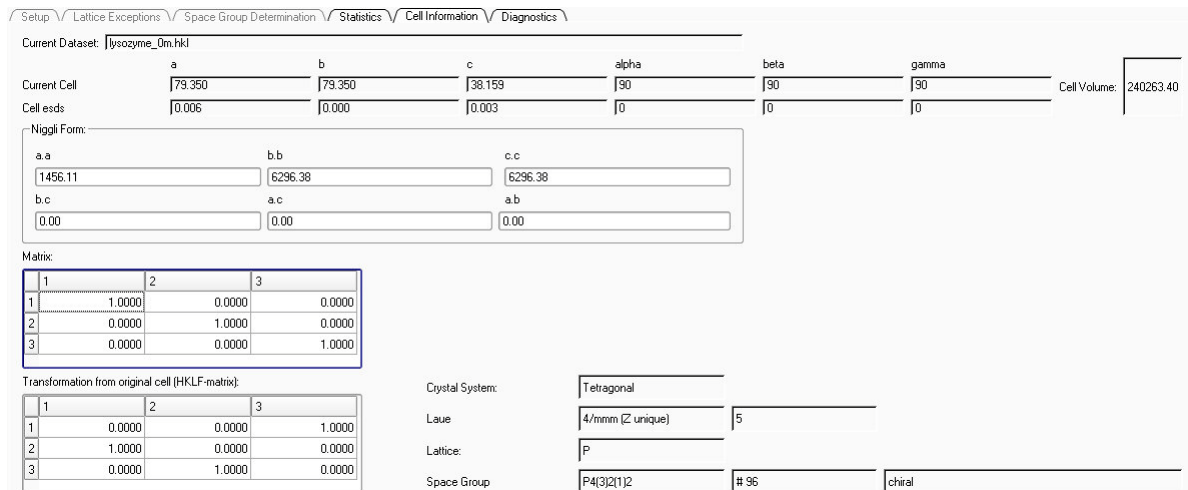 Setup Lattice Exceptions Space Group Determination Statistics Cell Information Diagnostics
Current Dataset: lysozyme_0m.hkl
a b c alpha beta gamma
Current Cell 79.350 79.350 38.159 90 90 90 Cell Volume: 240263.40
Cell esds 0.006 0.000 0.003 0 0 0
Niggli Form:
a.a b.b c.c
1456.11 6296.38 6296.38
b.c a.c a.b
0.00 0.00 0.00
Matrix:
1 2 3
1 1.0000 0.0000 0.0000
2 0.0000 1.0000 0.0000
3 0.0000 0.0000 1.0000
Transformation from original cell (HKLF-matrix):
1 2 3
1 0.0000 0.0000 1.0000
2 1.0000 0.0000 0.0000
3 0.0000 1.0000 0.0000
Crystal System: Tetragonal
Laue 4/mmm (Z unique) 5
Lattice: P
Space Group P4(3)2(1)2 # 96 chiral